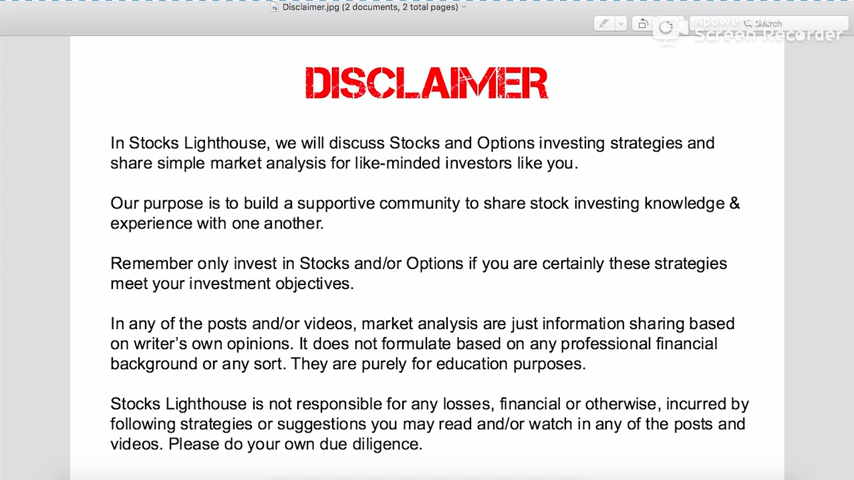 Disclaimer.jpg (2 documents, 2 total pages)
Search
Screen Recorder
DISCLAIMER
In Stocks Lighthouse, we will discuss Stocks and Options investing strategies and
share simple market analysis for like-minded investors like you.
Our purpose is to build a supportive community to share stock investing knowledge &
experience with one another.
Remember only invest in Stocks and/or Options if you are certainly these strategies
meet your investment objectives.
In any of the posts and/or videos, market analysis are just information sharing based
on writer's own opinions. It does not formulate based on any professional financial
background or any sort. They are purely for education purposes.
Stocks Lighthouse is not responsible for any losses, financial or otherwise, incurred by
following strategies or suggestions you may read and/or watch in any of the posts and
videos. Please do your own due diligence.